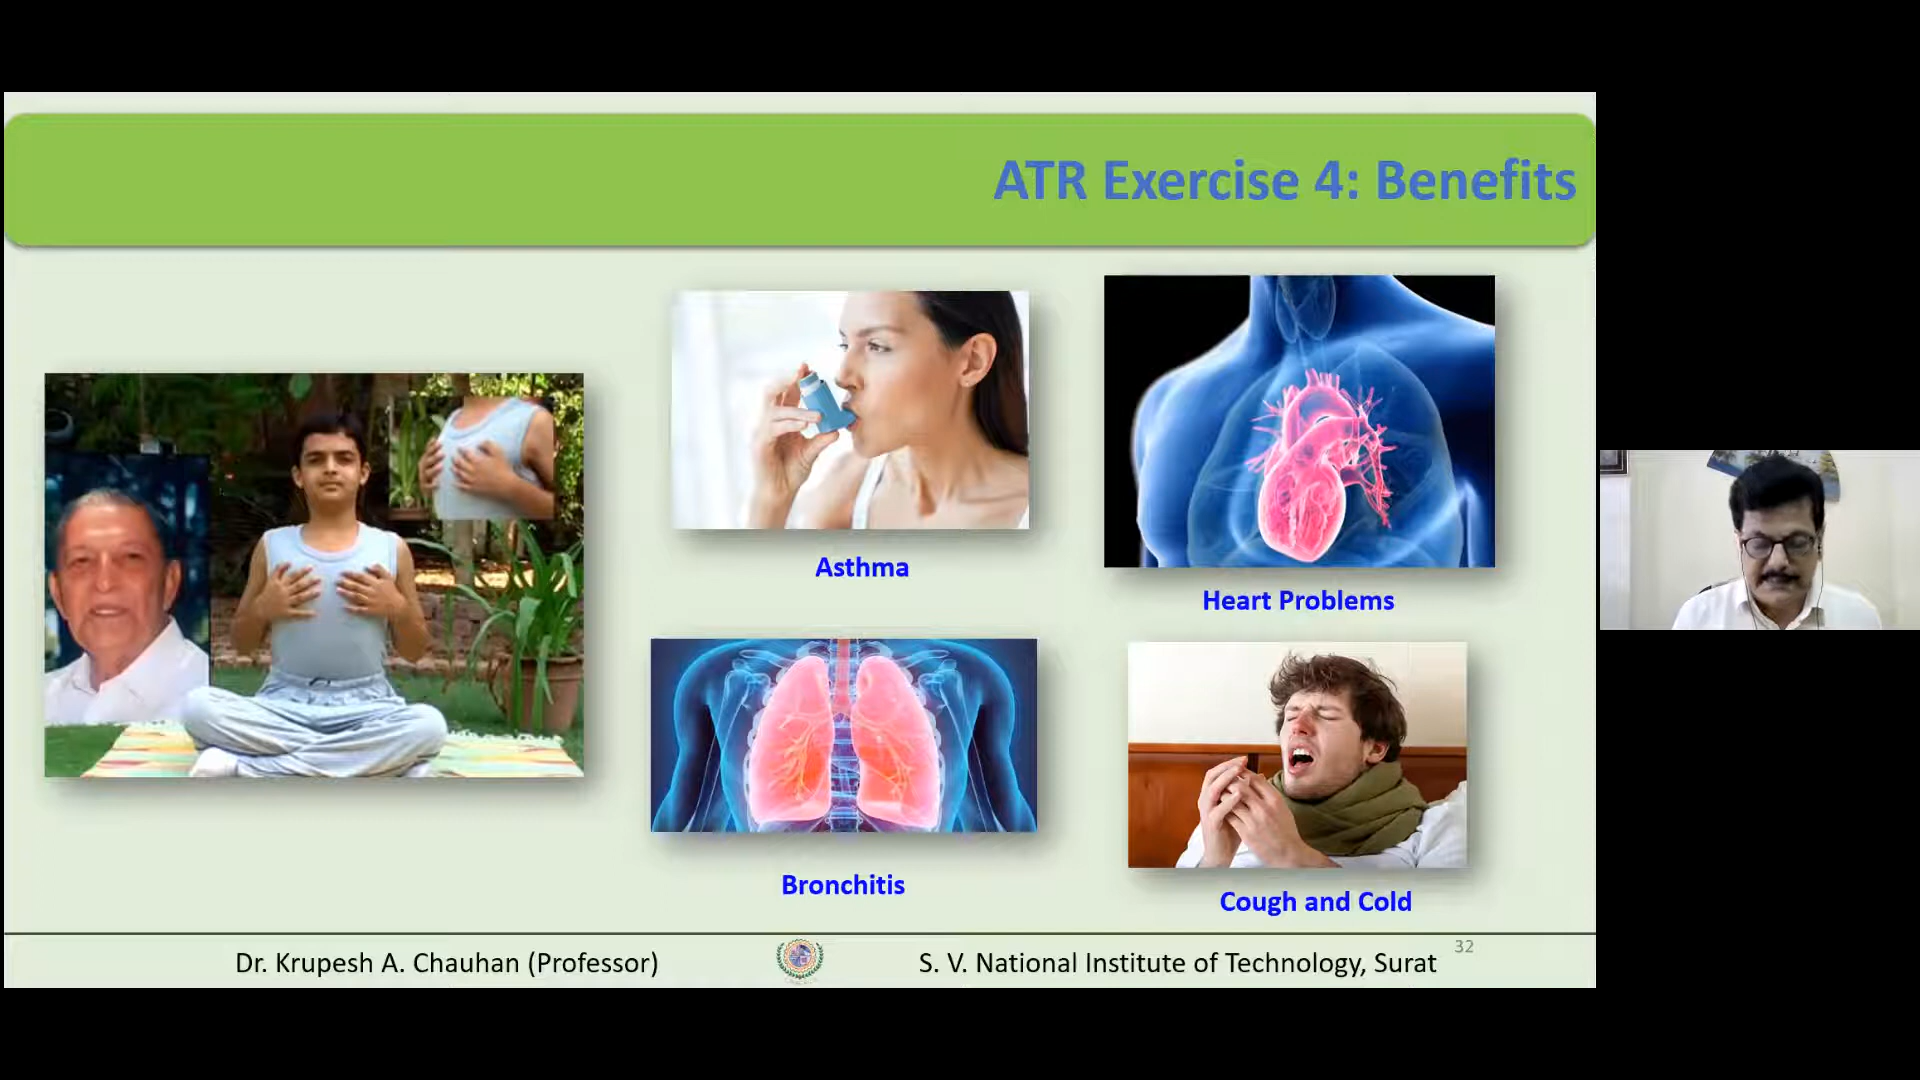 ATR Exercise 4: Benefits
Asthma
Heart Problems
Bronchitis
Cough and Cold
Dr. Krupesh A. Chauhan (Professor)
S. V. National Institute of Technology, Surat
32